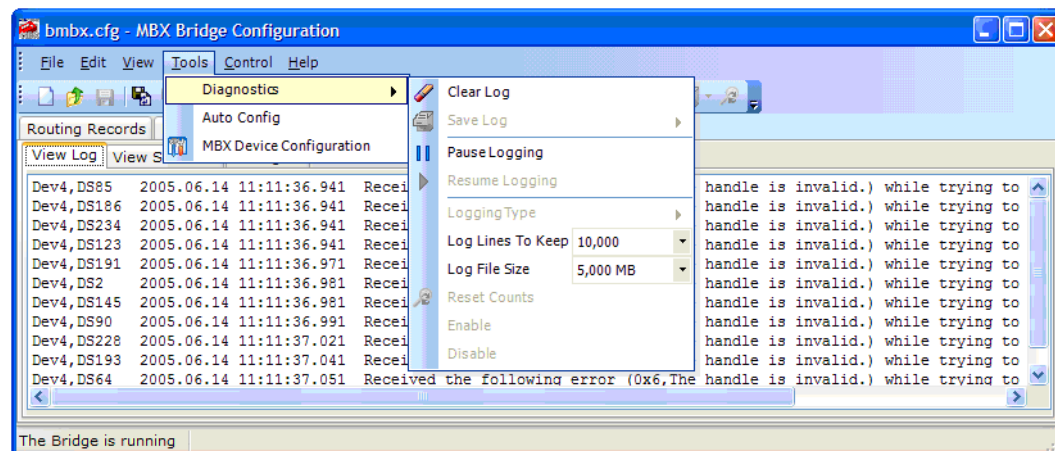 bmbx.cfg - MBX Bridge Configuration
File Edit View Tools Control Help
Diagnostics
Auto Config
MBX Device Configuration
Clear Log
Save Log
Pause Logging
Resume Logging
Logging Type
Log Lines To Keep 10,000
Log File Size 5,000 MB
Reset Counts
Enable
Disable
Routing Records
View Log View S
Dev4,DS85 2005.06.14 11:11:36.941 Recei handle is invalid.) while trying to
Dev4,DS186 2005.06.14 11:11:36.941 Recei handle is invalid.) while trying to
Dev4,DS234 2005.06.14 11:11:36.941 Recei handle is invalid.) while trying to
Dev4,DS123 2005.06.14 11:11:36.941 Recei handle is invalid.) while trying to
Dev4,DS191 2005.06.14 11:11:36.971 Recei handle is invalid.) while trying to
Dev4,DS2 2005.06.14 11:11:36.981 Recei handle is invalid.) while trying to
Dev4,DS145 2005.06.14 11:11:36.981 Recei handle is invalid.) while trying to
Dev4,DS90 2005.06.14 11:11:36.991 Recei handle is invalid.) while trying to
Dev4,DS228 2005.06.14 11:11:37.021 Recei handle is invalid.) while trying to
Dev4,DS193 2005.06.14 11:11:37.041 Recei handle is invalid.) while trying to
Dev4,DS64 2005.06.14 11:11:37.051 Received the following error (0x6,The handle is invalid.) while trying to
The Bridge is running